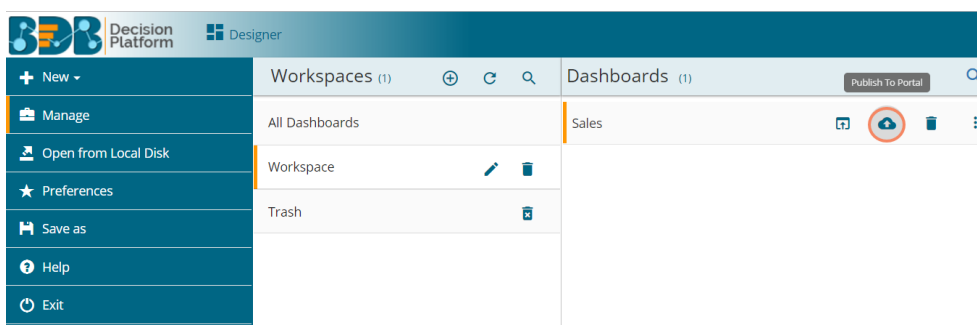 BDB Decision
Platform
Designer
New
Workspaces (1)
Dashboards (1)
Publish To Portal
Manage
All Dashboards
Sales
Open from Local Disk
Workspace
Preferences
Trash
Save as
Help
Exit